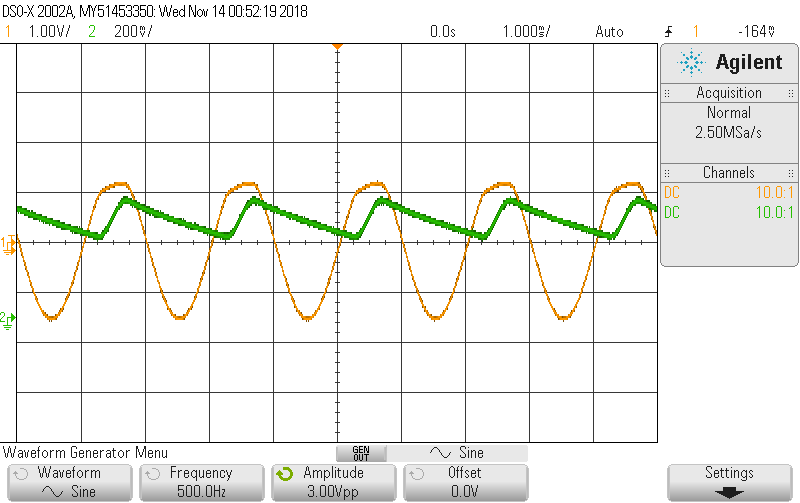 DSO-X 2002A, MY51453350: Wed Nov 14 00:52:19 2018
1 1.00V/ 2 200mV/ 0.0s 1.000ms/ Auto 1 -164mV
Agilent
Acquisition
Normal
2.50MSa/s
Channels
DC 10.0:1
DC 10.0:1
1
T
2
Waveform Generator Menu
GEN OUT
Sine
Waveform
Sine
Frequency
500.0Hz
Amplitude
3.00Vpp
Offset
0.0V
Settings